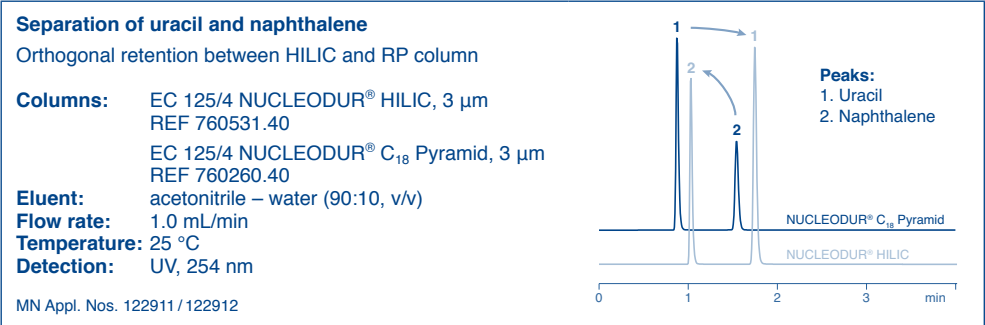 Separation of uracil and naphthalene
Orthogonal retention between HILIC and RP column
Columns: EC 125/4 NUCLEODUR® HILIC, 3 μm
REF 760531.40
EC 125/4 NUCLEODUR® C₁₈ Pyramid, 3 μm
REF 760260.40
Eluent: acetonitrile – water (90:10, v/v)
Flow rate: 1.0 mL/min
Temperature: 25 °C
Detection: UV, 254 nm
MN Appl. Nos. 122911 / 122912
1 1
2
2
Peaks:
1. Uracil
2. Naphthalene
NUCLEODUR® C₁₈ Pyramid
NUCLEODUR® HILIC
0 1 2 3 min